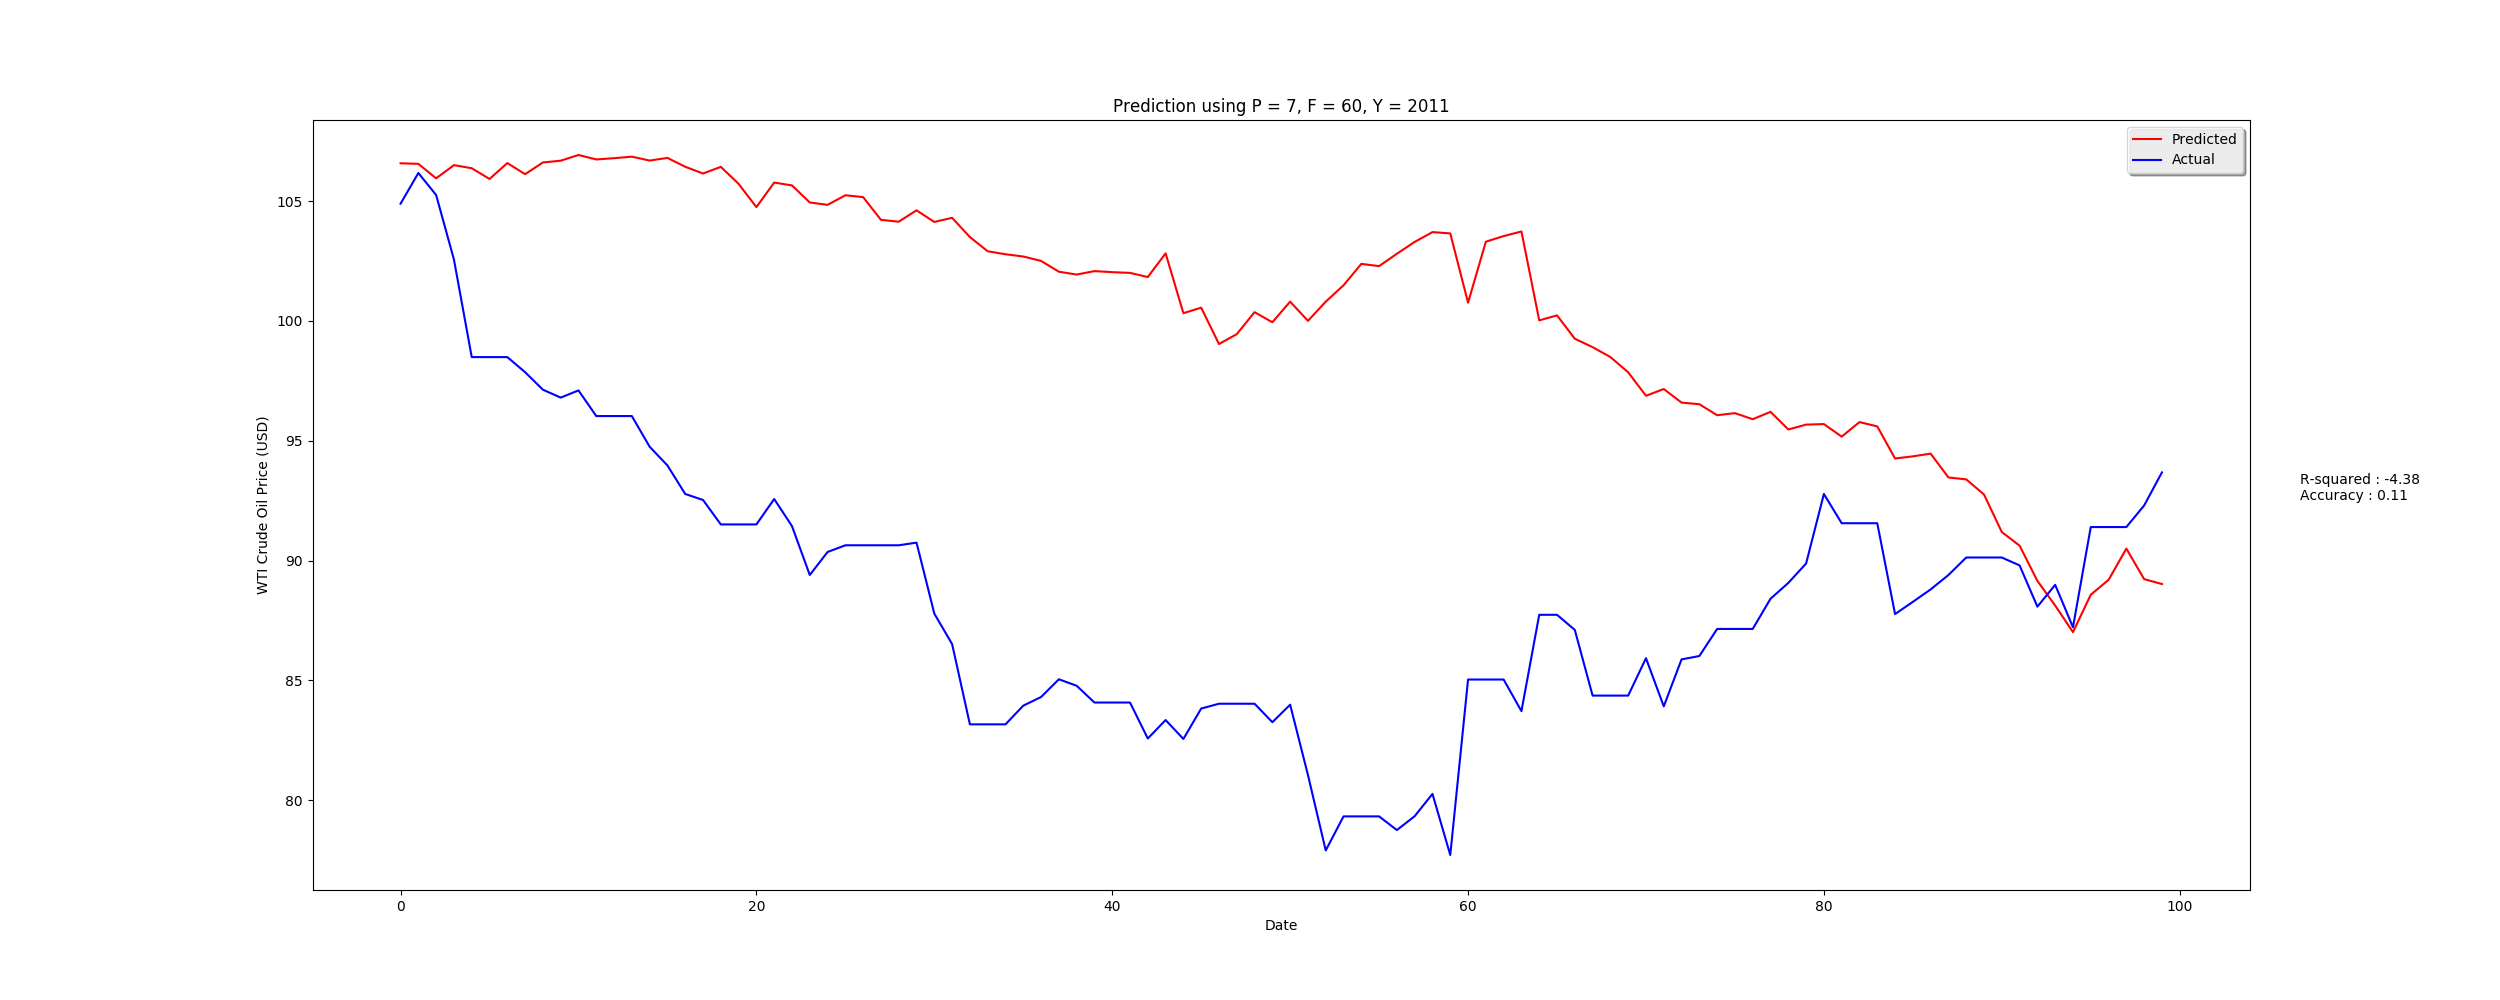 Prediction using P = 7, F = 60, Y = 2011
Predicted
Actual
105
100
95
90
85
80
WTI Crude Oil Price (USD)
R-squared : -4.38
Accuracy : 0.11
0 20 40 60 80 100
Date